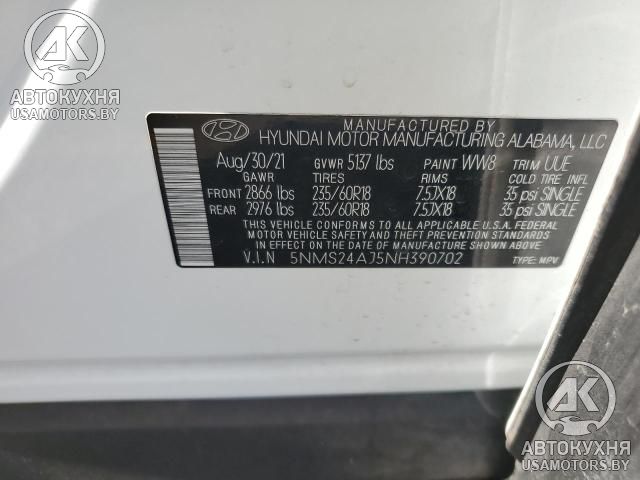 AK
АВТОКУХНЯ
USAMOTORS.BY
MANUFACTURED BY
HYUNDAI MOTOR MANUFACTURING ALABAMA, LLC
Aug/30/21 GVWR 5137 lbs PAINT WW8 TRIM UUE
GAWR TIRES RIMS COLD TIRE INFL
FRONT 2866 lbs 235/60R18 7.5JX18 35 psi SINGLE
REAR 2976 lbs 235/60R18 7.5JX18 35 psi SINGLE
THIS VEHICLE CONFORMS TO ALL APPLICABLE U.S.A. FEDERAL
MOTOR VEHICLE SAFETY AND THEFT PREVENTION STANDARDS
IN EFFECT ON THE DATE OF MANUFACTURE SHOWN ABOVE
V.I.N 5NMS24AJ5NH390702 TYPE: MPV
AK
АВТОКУХНЯ
USAMOTORS.BY